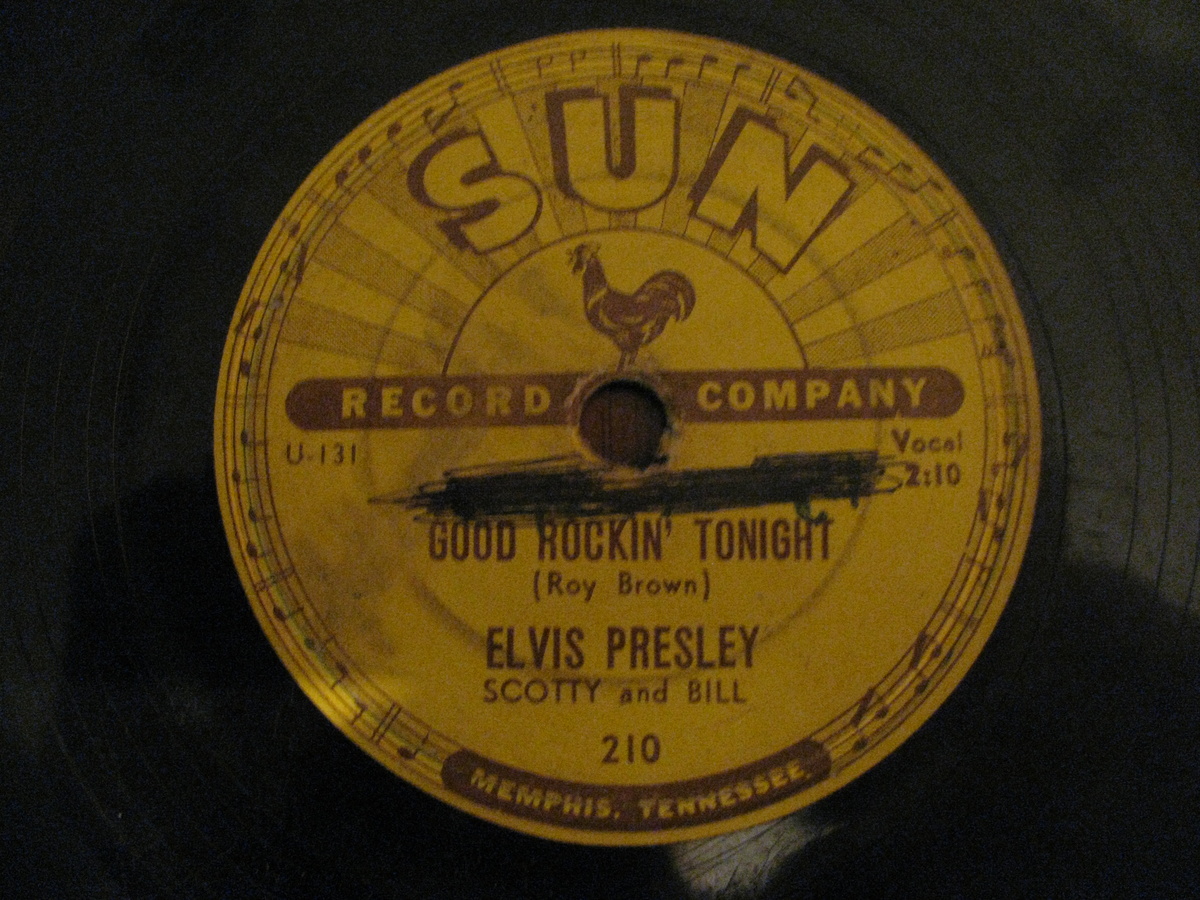 SUN
RECORD COMPANY
U-131
Vocal
2:10
GOOD ROCKIN' TONIGHT
(Roy Brown)
ELVIS PRESLEY
SCOTTY and BILL
210
MEMPHIS, TENNESSEE